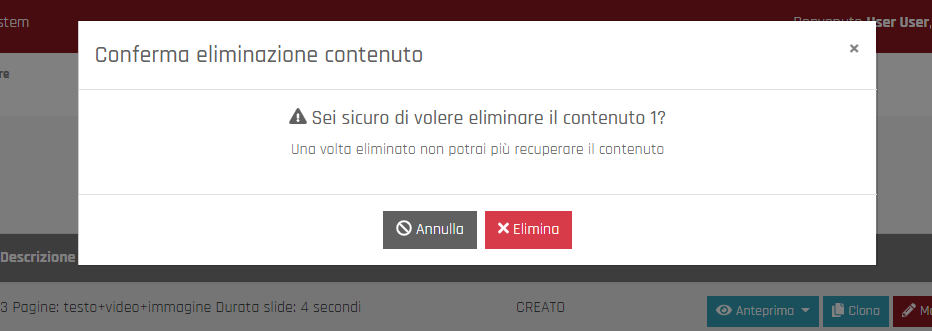 stem
Benvenuto User User,
Conferma eliminazione contenuto
×
re
Sei sicuro di volere eliminare il contenuto 1?
Una volta eliminato non potrai più recuperare il contenuto
Annulla
Elimina
Descrizione
3 Pagine: testo+video+immagine Durata slide: 4 secondi
CREATO
Anteprima
Clona
Mo